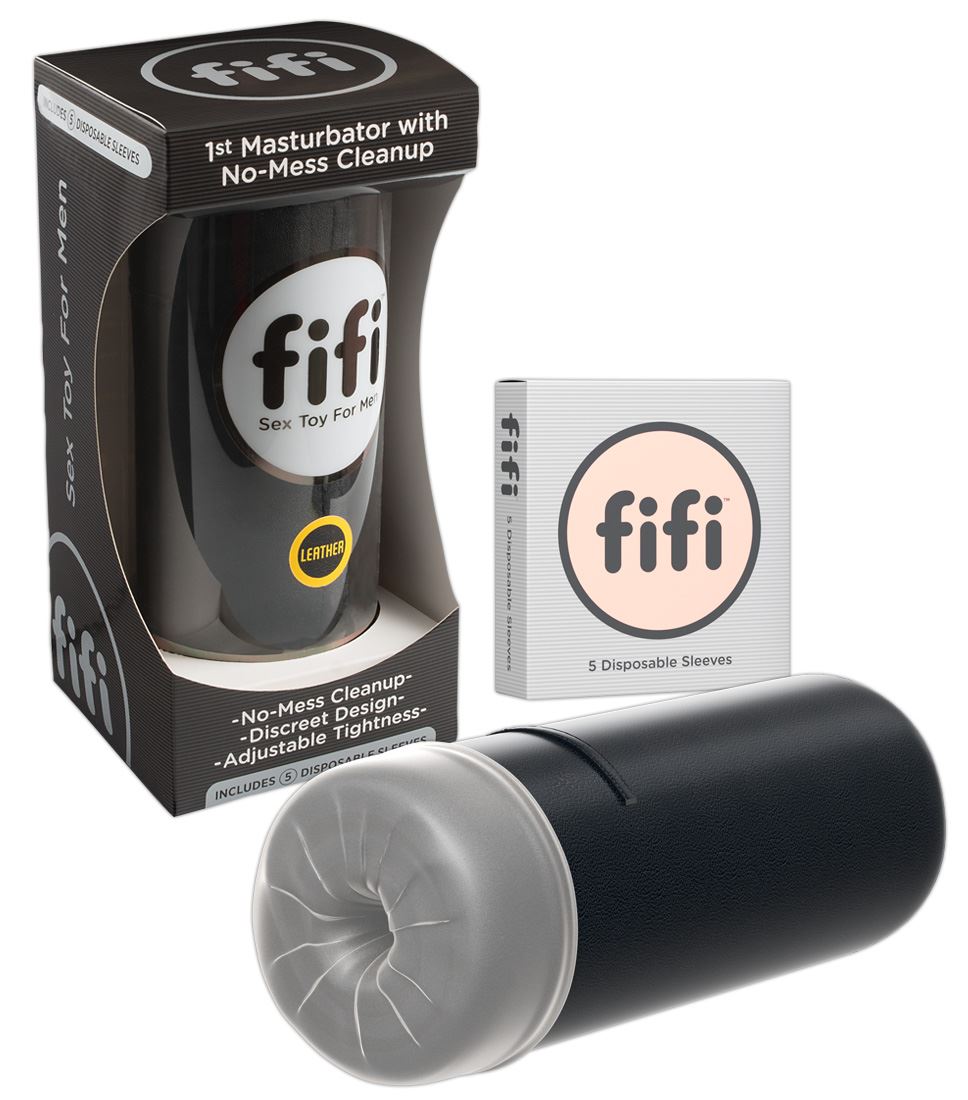 fifi
INCLUDES 5 DISPOSABLE SLEEVES
1st Masturbator with
No-Mess Cleanup
Sex Toy For Men
fifi
Sex Toy For Men
LEATHER
fifi
-No-Mess Cleanup-
-Discreet Design-
-Adjustable Tightness-
INCLUDES 5 DISPOSABLE SLEEVES
fifi
5 Disposable Sleeves
fifi™
5 Disposable Sleeves